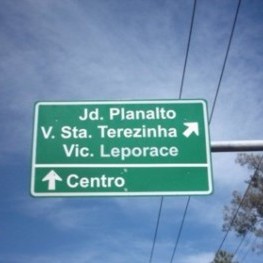 Jd. Planalto
V. Sta. Terezinha
Vic. Leporace
Centro